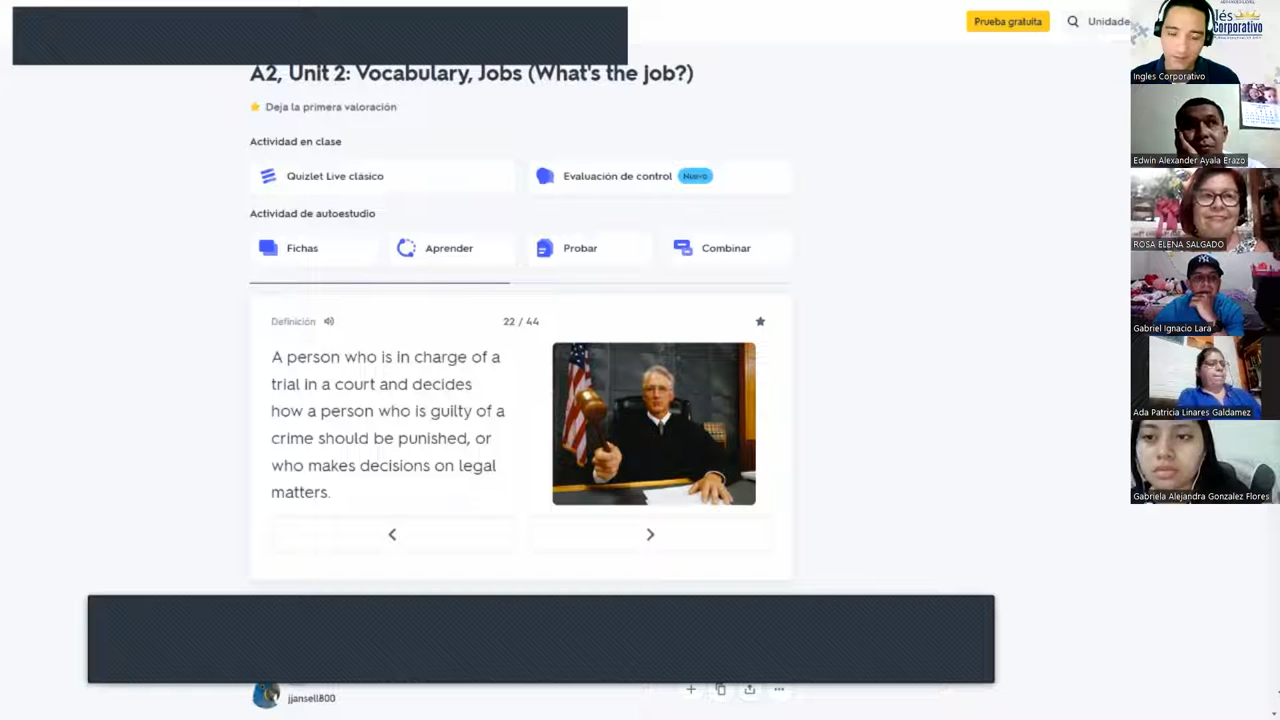 Prueba gratuita
Unidade
A2, Unit 2: Vocabulary, Jobs (What's the job?)
Deja la primera valoración
Actividad en clase
Quizlet Live clásico
Evaluación de control
Nuevo
Actividad de autoestudio
Fichas
Aprender
Probar
Combinar
Definición
22 / 44
A person who is in charge of a
trial in a court and decides
how a person who is guilty of a
crime should be punished, or
who makes decisions on legal
matters.
jjansell800
lés
Corporativo
Ingles Corporativo
Edwin Alexander Ayala Erazo
ROSA ELENA SALGADO
Gabriel Ignacio Lara
Ada Patricia Linares Galdamez
Gabriela Alejandra Gonzalez Flores